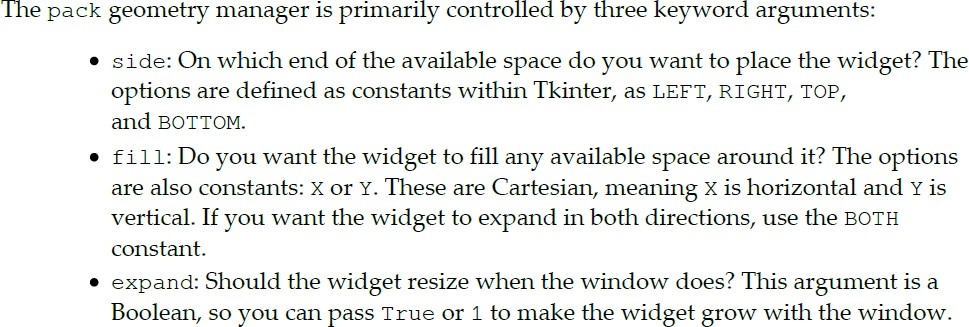 The pack geometry manager is primarily controlled by three keyword arguments:
• side: On which end of the available space do you want to place the widget? The
options are defined as constants within Tkinter, as LEFT, RIGHT, TOP,
and BOTTOM.
• fill: Do you want the widget to fill any available space around it? The options
are also constants: X or Y. These are Cartesian, meaning X is horizontal and Y is
vertical. If you want the widget to expand in both directions, use the BOTH
constant.
• expand: Should the widget resize when the window does? This argument is a
Boolean, so you can pass True or 1 to make the widget grow with the window.